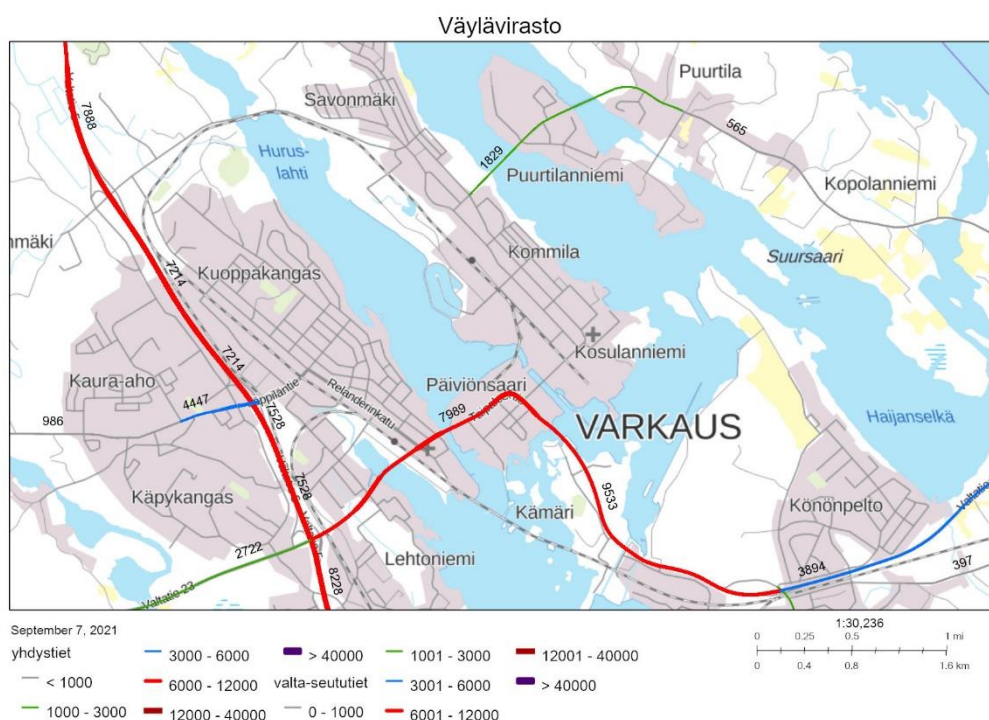 Väylävirasto
Puurtila
Savonmäki
7888
565
1829
Hurus-
lahti
Puurtilanniemi
Kopolanniemi
nmäki
Kommila
Suursaari
Kuoppakangas
7214
7214
Kosulanniemi
Päiviönsaari
Kaura-aho
4447
Relanderinkatu
7989
986
7528
VARKAUS
Haijanselkä
Käpykangas
7528
9533
Kämäri
Könönpelto
2722
Lehtoniemi
3894
397
Valtatie 23
8228
September 7, 2021
1:30,236
0 0.25 0.5 1 mi
0 0.4 0.8 1.6 km
yhdystiet
< 1000
1000 - 3000
3000 - 6000
6000 - 12000
12000 - 40000
> 40000
valta-seututiet
0 - 1000
1001 - 3000
3001 - 6000
6001 - 12000
12001 - 40000
> 40000